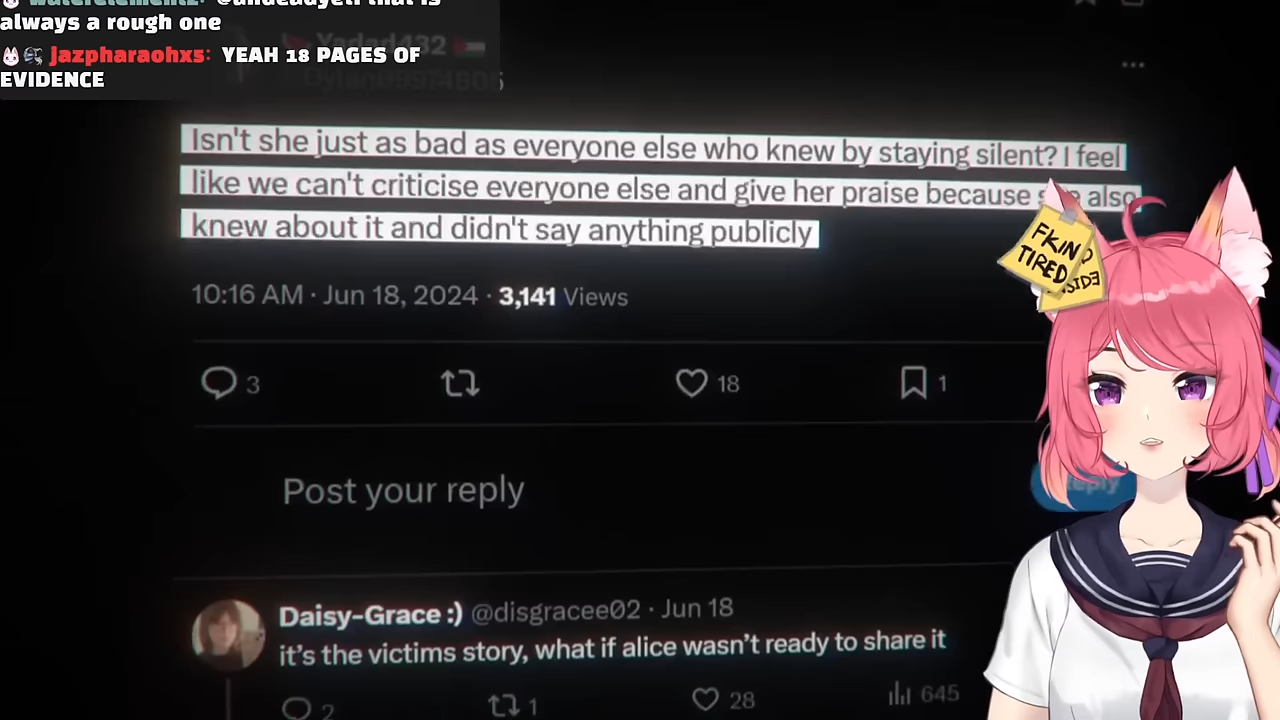 always a rough one
jazpharaohxs: YEAH 18 PAGES OF
EVIDENCE
Isn't she just as bad as everyone else who knew by staying silent? I feel
like we can't criticise everyone else and give her praise because she also
knew about it and didn't say anything publicly
10:16 AM · Jun 18, 2024 · 3,141 Views
3
18
1
FKIN
TIRED
Post your reply
Reply
Daisy-Grace :) @disgracee02 · Jun 18
it's the victims story, what if alice wasn't ready to share it
2
1
28
645